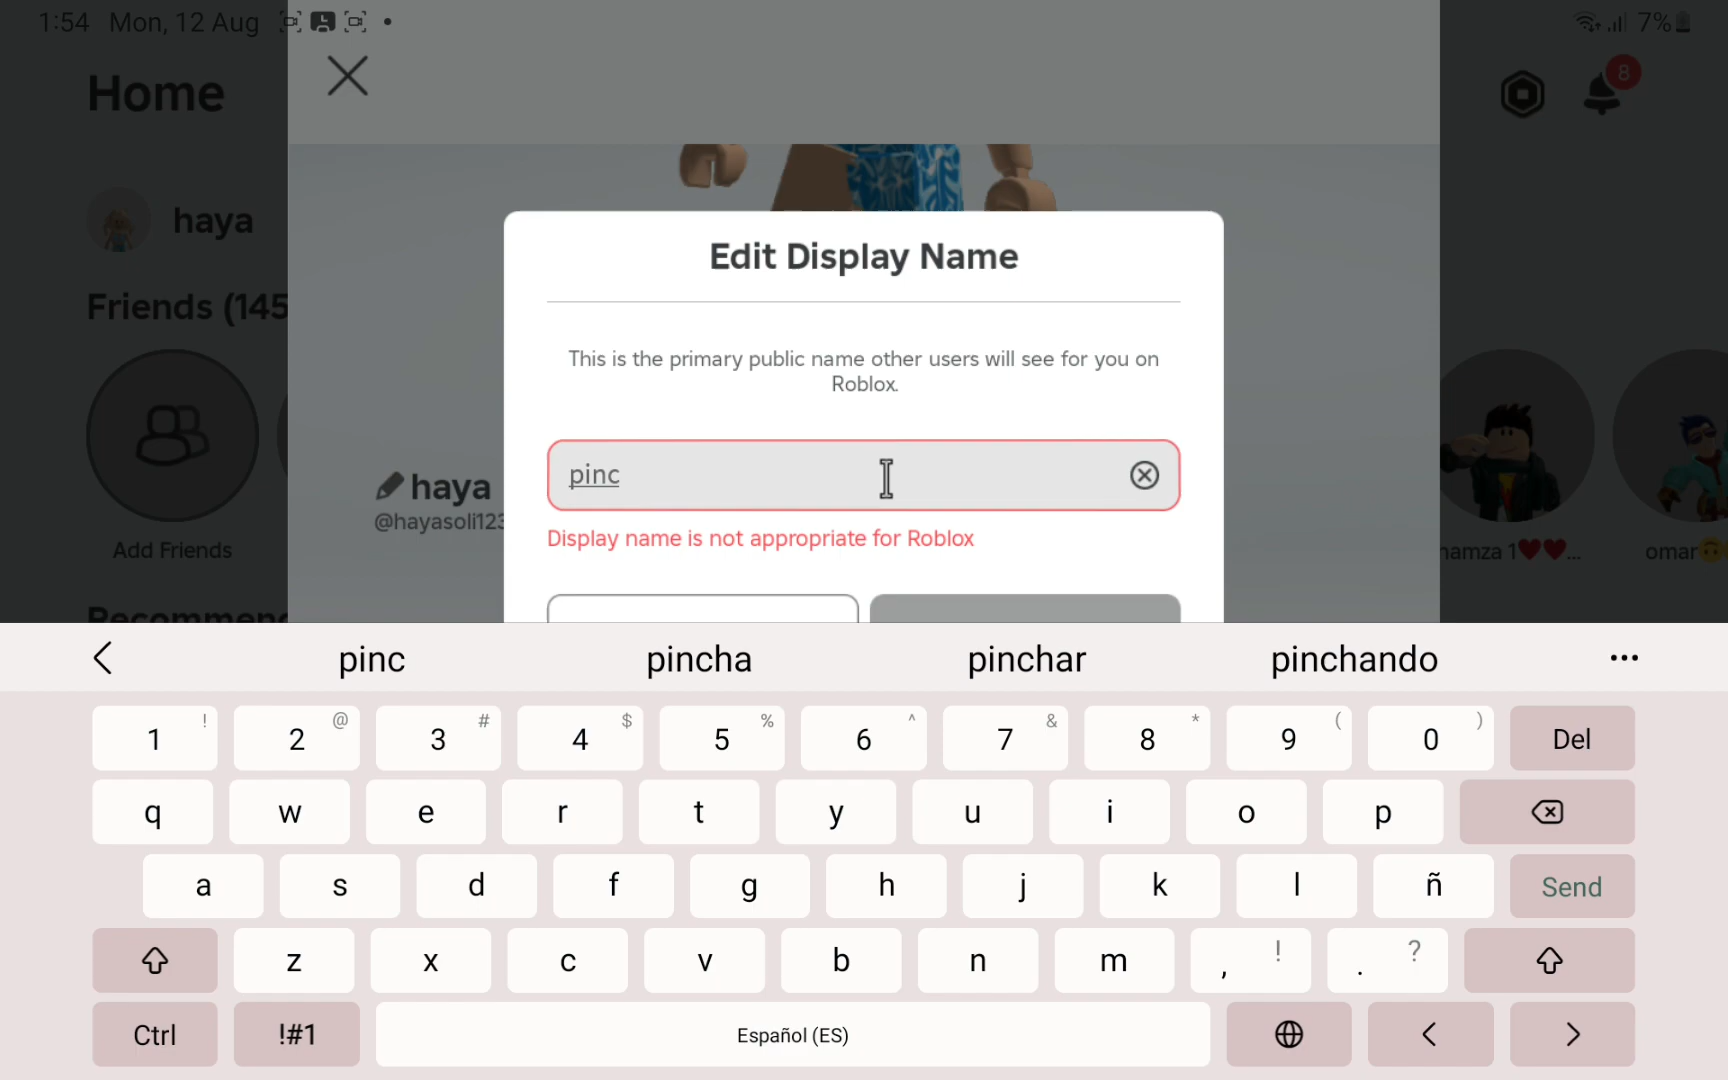 1:54 Mon, 12 Aug
7%
Home
8
haya
Friends (145
Add Friends
haya
@hayasoli123
Edit Display Name
This is the primary public name other users will see for you on
Roblox.
pinc
Display name is not appropriate for Roblox
hamza 1❤️❤️...
omar🙃
Recommend
pinc pincha pinchar pinchando ...
1 ! 2 @ 3 # 4 $ 5 % 6 ^ 7 & 8 * 9 ( 0 ) Del
q w e r t y u i o p
a s d f g h j k l ñ Send
z x c v b n m , ! . ?
Ctrl !#1 Español (ES) < >